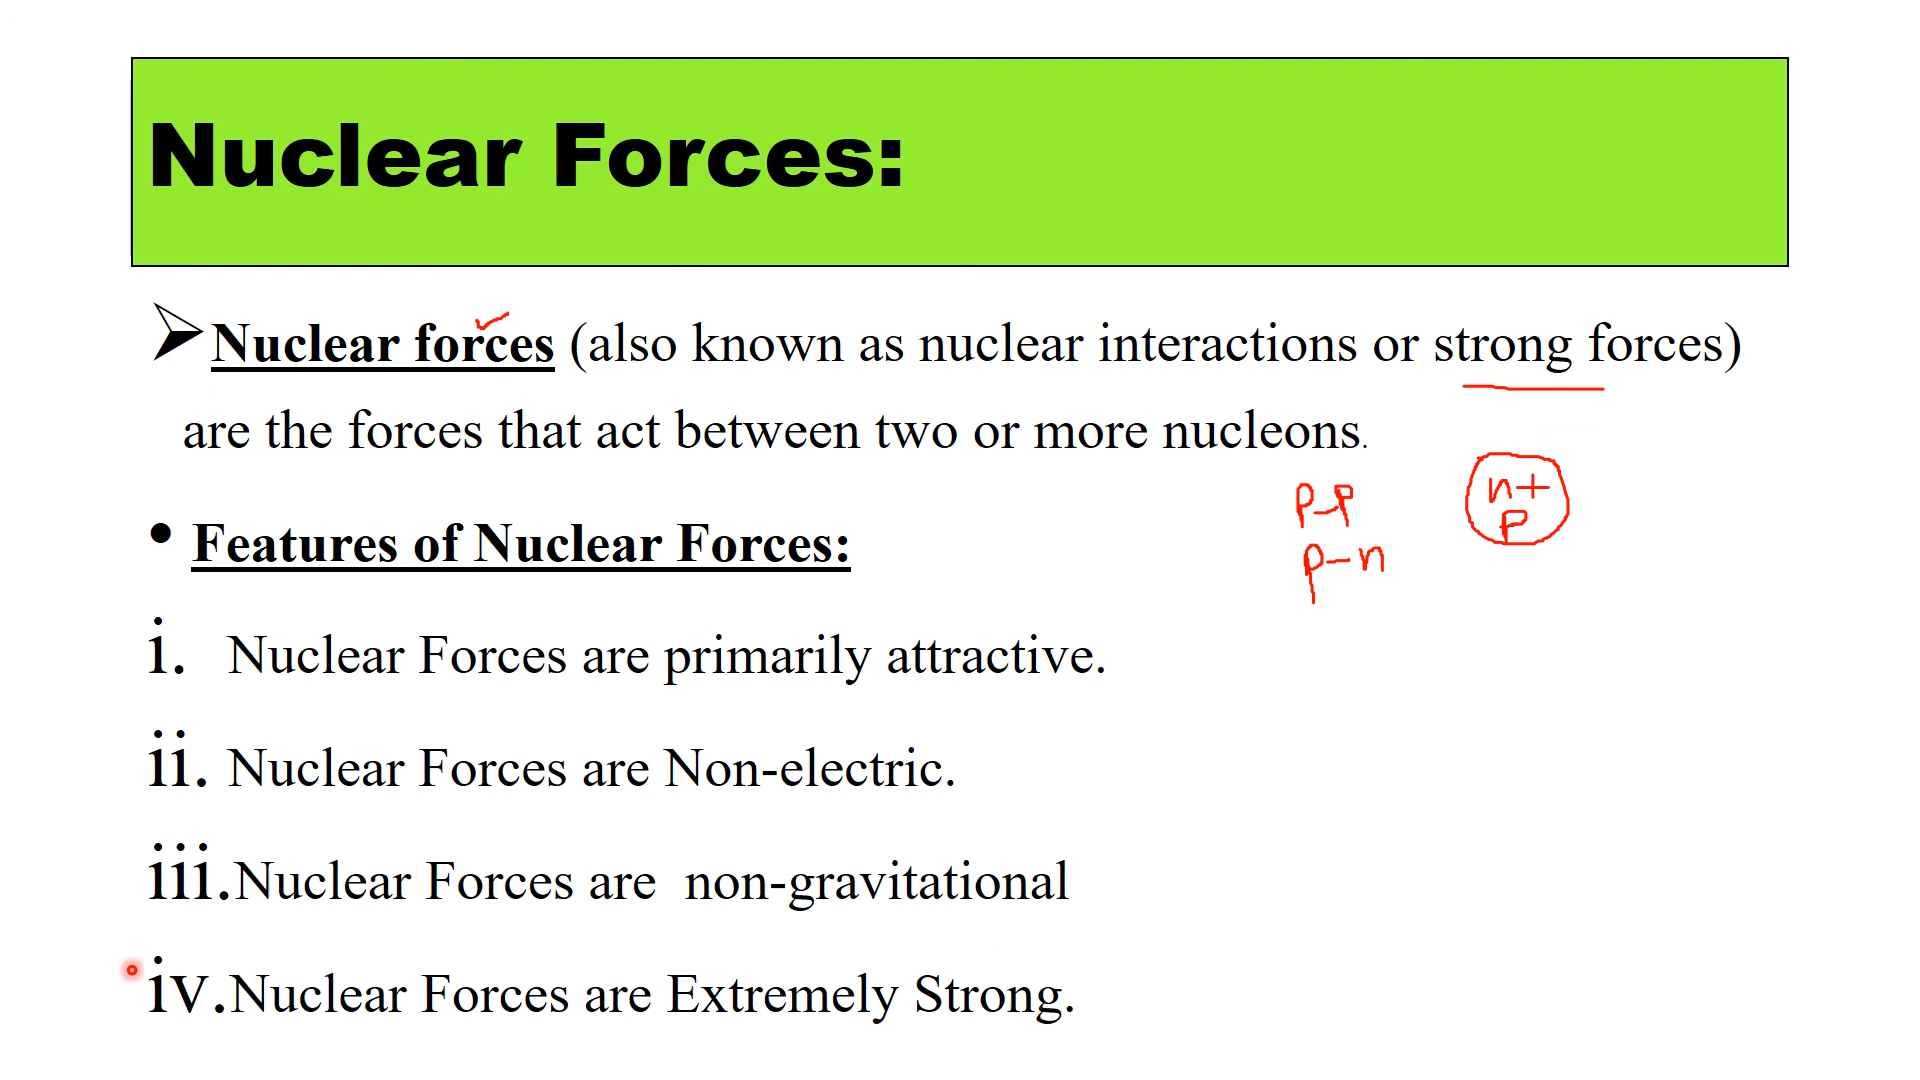 Nuclear Forces:
Nuclear forces (also known as nuclear interactions or strong forces)
are the forces that act between two or more nucleons.
p-p
n+
p
p-n
• Features of Nuclear Forces:
i. Nuclear Forces are primarily attractive.
ii. Nuclear Forces are Non-electric.
iii. Nuclear Forces are non-gravitational
iv. Nuclear Forces are Extremely Strong.